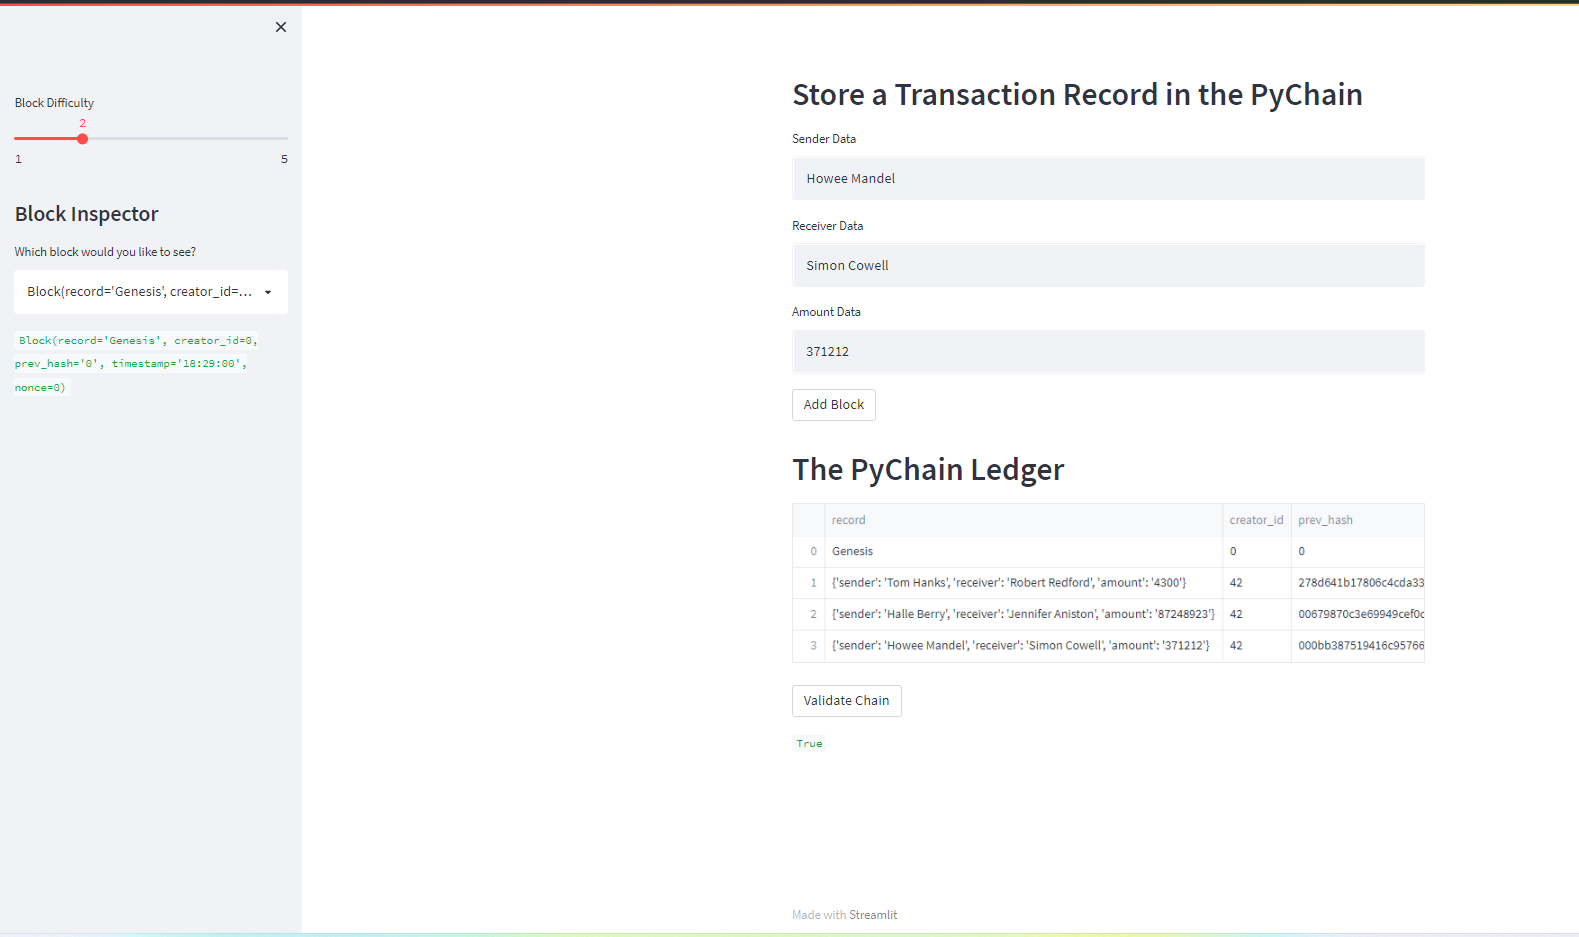 Block Difficulty
2
1 5
Block Inspector
Which block would you like to see?
Block(record='Genesis', creator_id=...
Block(record='Genesis', creator_id=0,
prev_hash='0', timestamp='18:29:00',
nonce=0)
Store a Transaction Record in the PyChain
Sender Data
Howee Mandel
Receiver Data
Simon Cowell
Amount Data
371212
Add Block
The PyChain Ledger
record creator_id prev_hash
0 Genesis 0 0
1 {'sender': 'Tom Hanks', 'receiver': 'Robert Redford', 'amount': '4300'} 42 278d641b17806c4cda33
2 {'sender': 'Halle Berry', 'receiver': 'Jennifer Aniston', 'amount': '87248923'} 42 00679870c3e69949cef0c
3 {'sender': 'Howee Mandel', 'receiver': 'Simon Cowell', 'amount': '371212'} 42 000bb387519416c95766
Validate Chain
True
Made with Streamlit